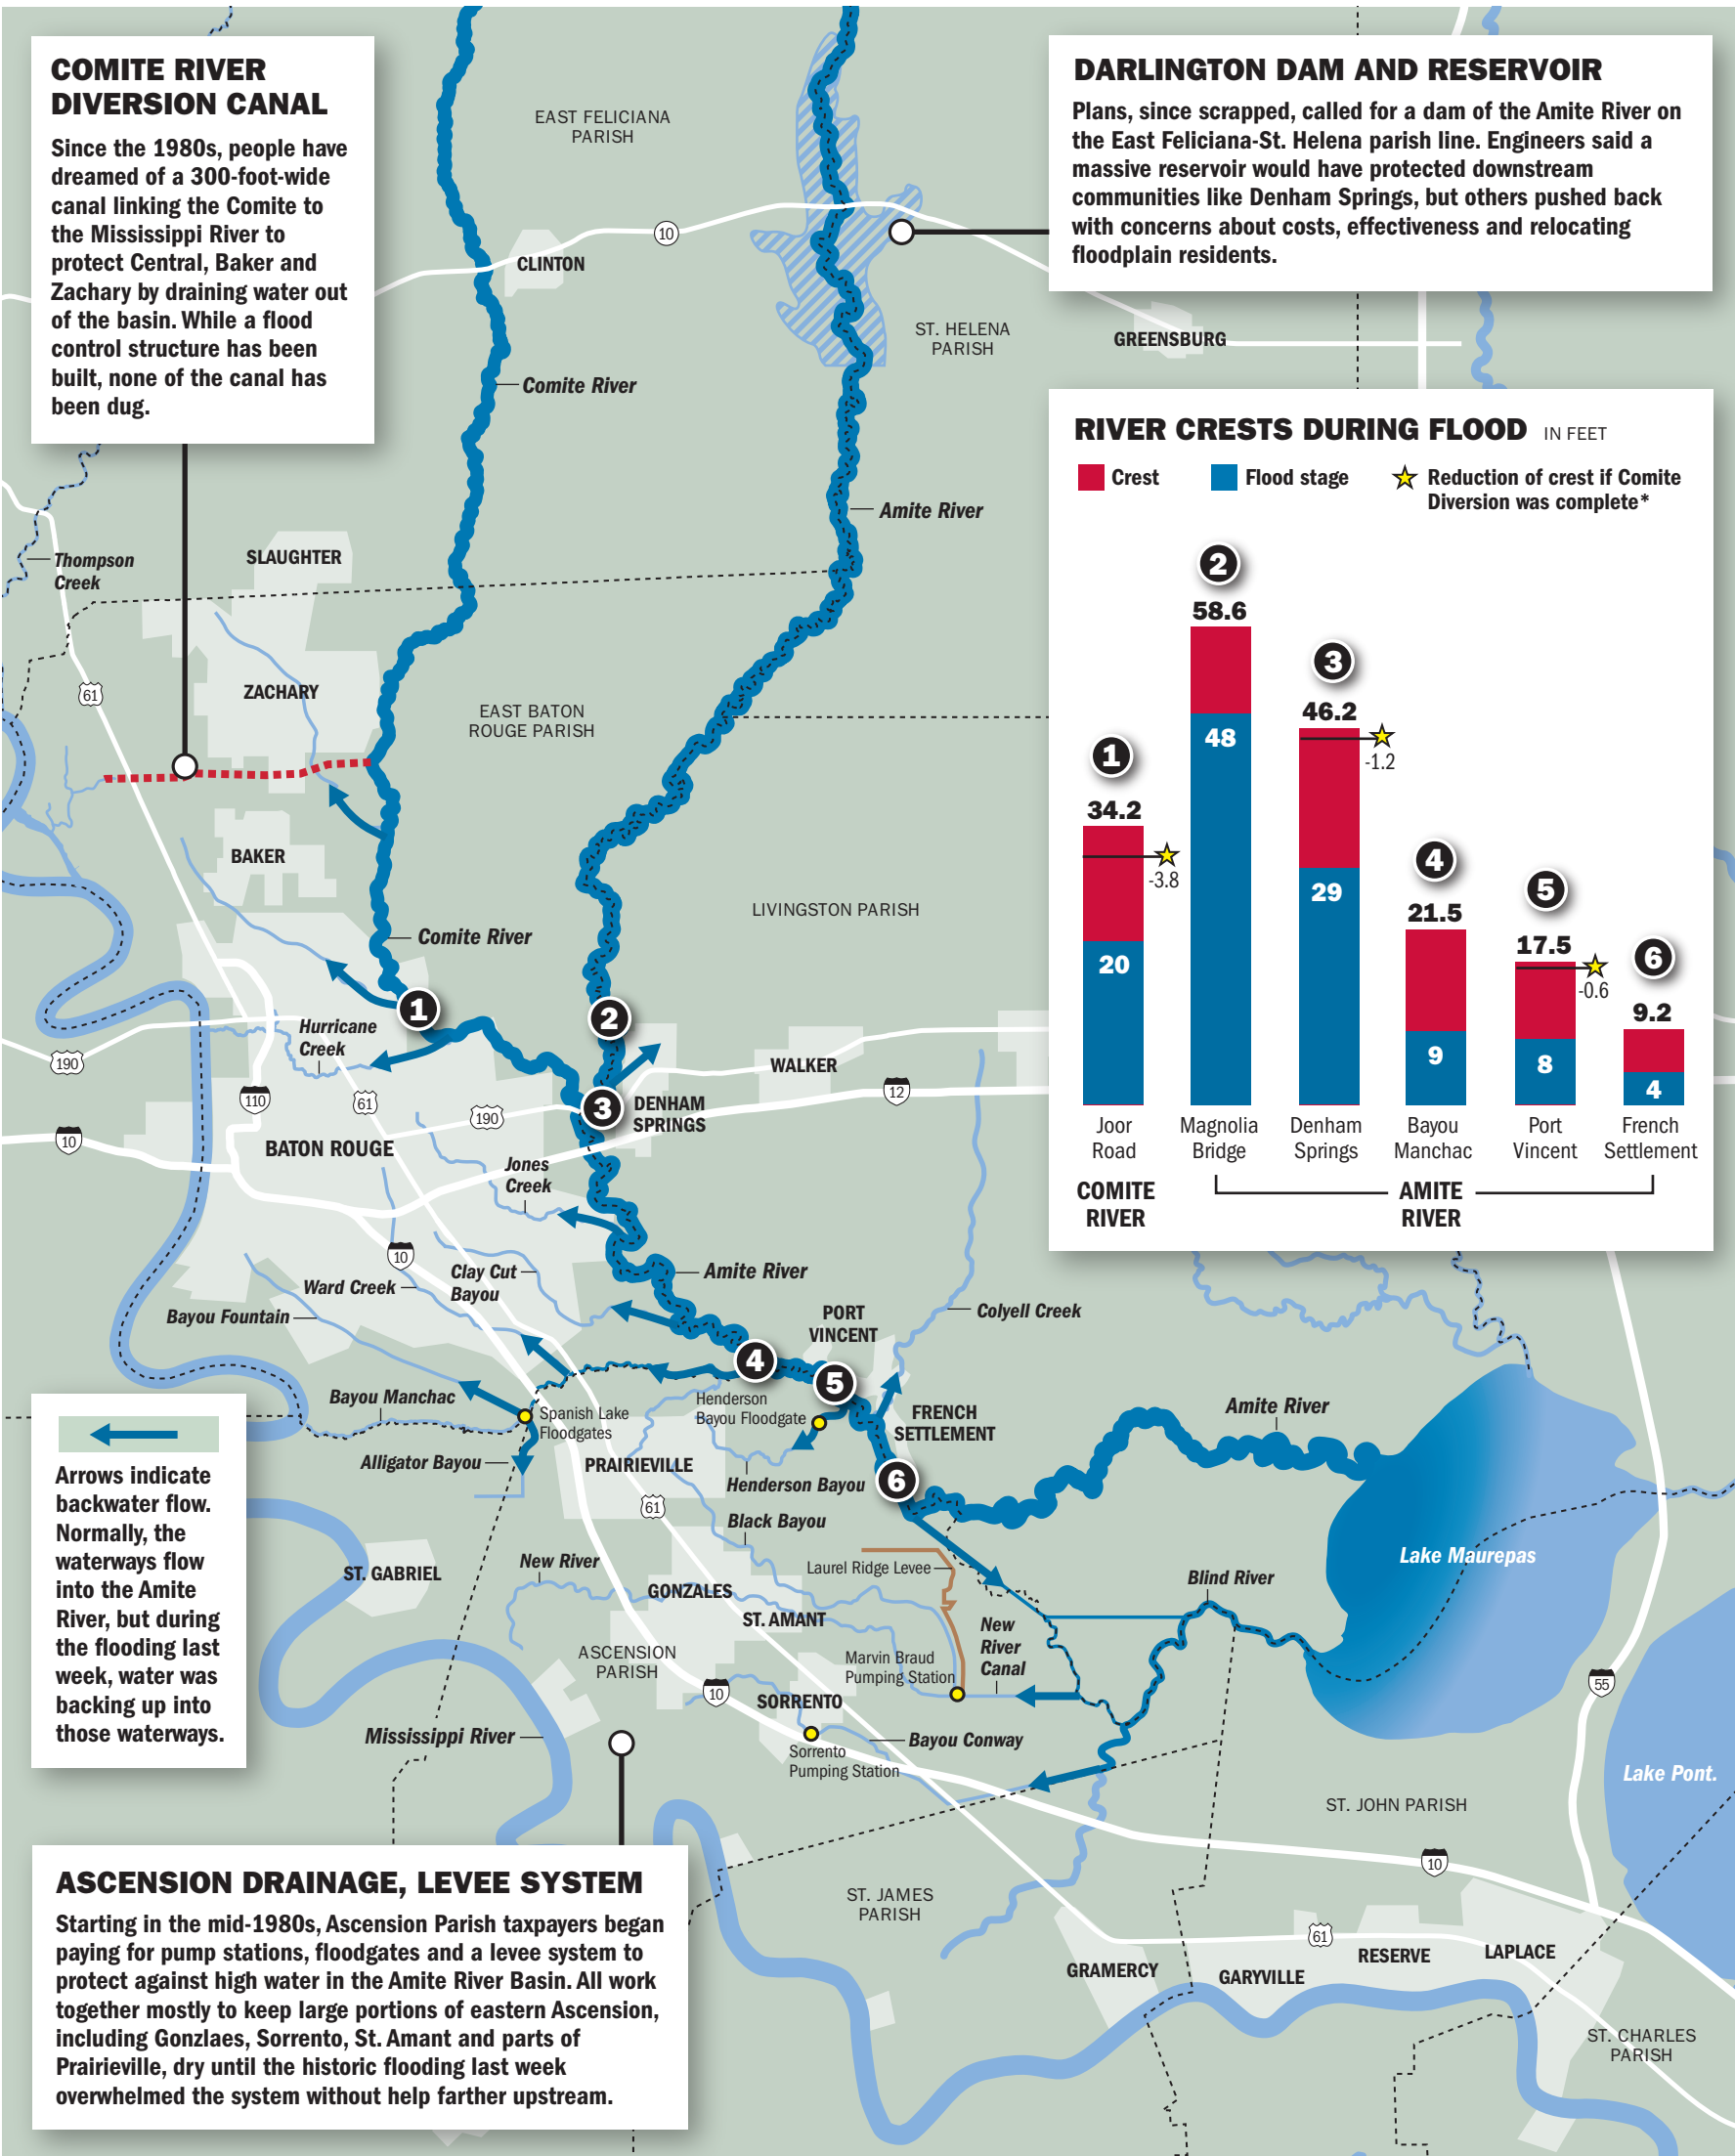 COMITE RIVER
DIVERSION CANAL
Since the 1980s, people have
dreamed of a 300-foot-wide
canal linking the Comite to
the Mississippi River to
protect Central, Baker and
Zachary by draining water out
of the basin. While a flood
control structure has been
built, none of the canal has
been dug.
DARLINGTON DAM AND RESERVOIR
Plans, since scrapped, called for a dam of the Amite River on
the East Feliciana-St. Helena parish line. Engineers said a
massive reservoir would have protected downstream
communities like Denham Springs, but others pushed back
with concerns about costs, effectiveness and relocating
floodplain residents.
EAST FELICIANA
PARISH
10
CLINTON
ST. HELENA
PARISH
GREENSBURG
Comite River
Amite River
Thompson
Creek
SLAUGHTER
61
ZACHARY
EAST BATON
ROUGE PARISH
BAKER
LIVINGSTON PARISH
Comite River
RIVER CRESTS DURING FLOOD IN FEET
Crest
Flood stage
Reduction of crest if Comite
Diversion was complete*
1
34.2
-3.8
20
2
58.6
48
3
46.2
-1.2
29
4
21.5
9
5
17.5
-0.6
8
6
9.2
4
Joor
Road
Magnolia
Bridge
Denham
Springs
Bayou
Manchac
Port
Vincent
French
Settlement
COMITE
RIVER
AMITE
RIVER
1
2
Hurricane
Creek
190
WALKER
110
61
190
12
3
DENHAM
SPRINGS
10
BATON ROUGE
Jones
Creek
10
Clay Cut
Bayou
Ward Creek
Bayou Fountain
Amite River
PORT
VINCENT
Colyell Creek
4
5
Bayou Manchac
Spanish Lake
Floodgates
Henderson
Bayou Floodgate
FRENCH
SETTLEMENT
Amite River
Alligator Bayou
PRAIRIEVILLE
Henderson Bayou
6
61
Black Bayou
Lake Maurepas
Arrows indicate
backwater flow.
Normally, the
waterways flow
into the Amite
River, but during
the flooding last
week, water was
backing up into
those waterways.
ST. GABRIEL
New River
GONZALES
Laurel Ridge Levee
Blind River
ST. AMANT
New
River
Canal
ASCENSION
PARISH
Marvin Braud
Pumping Station
10
SORRENTO
55
Mississippi River
Bayou Conway
Sorrento
Pumping Station
Lake Pont.
ST. JOHN PARISH
10
ASCENSION DRAINAGE, LEVEE SYSTEM
Starting in the mid-1980s, Ascension Parish taxpayers began
paying for pump stations, floodgates and a levee system to
protect against high water in the Amite River Basin. All work
together mostly to keep large portions of eastern Ascension,
including Gonzlaes, Sorrento, St. Amant and parts of
Prairieville, dry until the historic flooding last week
overwhelmed the system without help farther upstream.
ST. JAMES
PARISH
61
GRAMERCY
GARYVILLE
RESERVE
LAPLACE
ST. CHARLES
PARISH